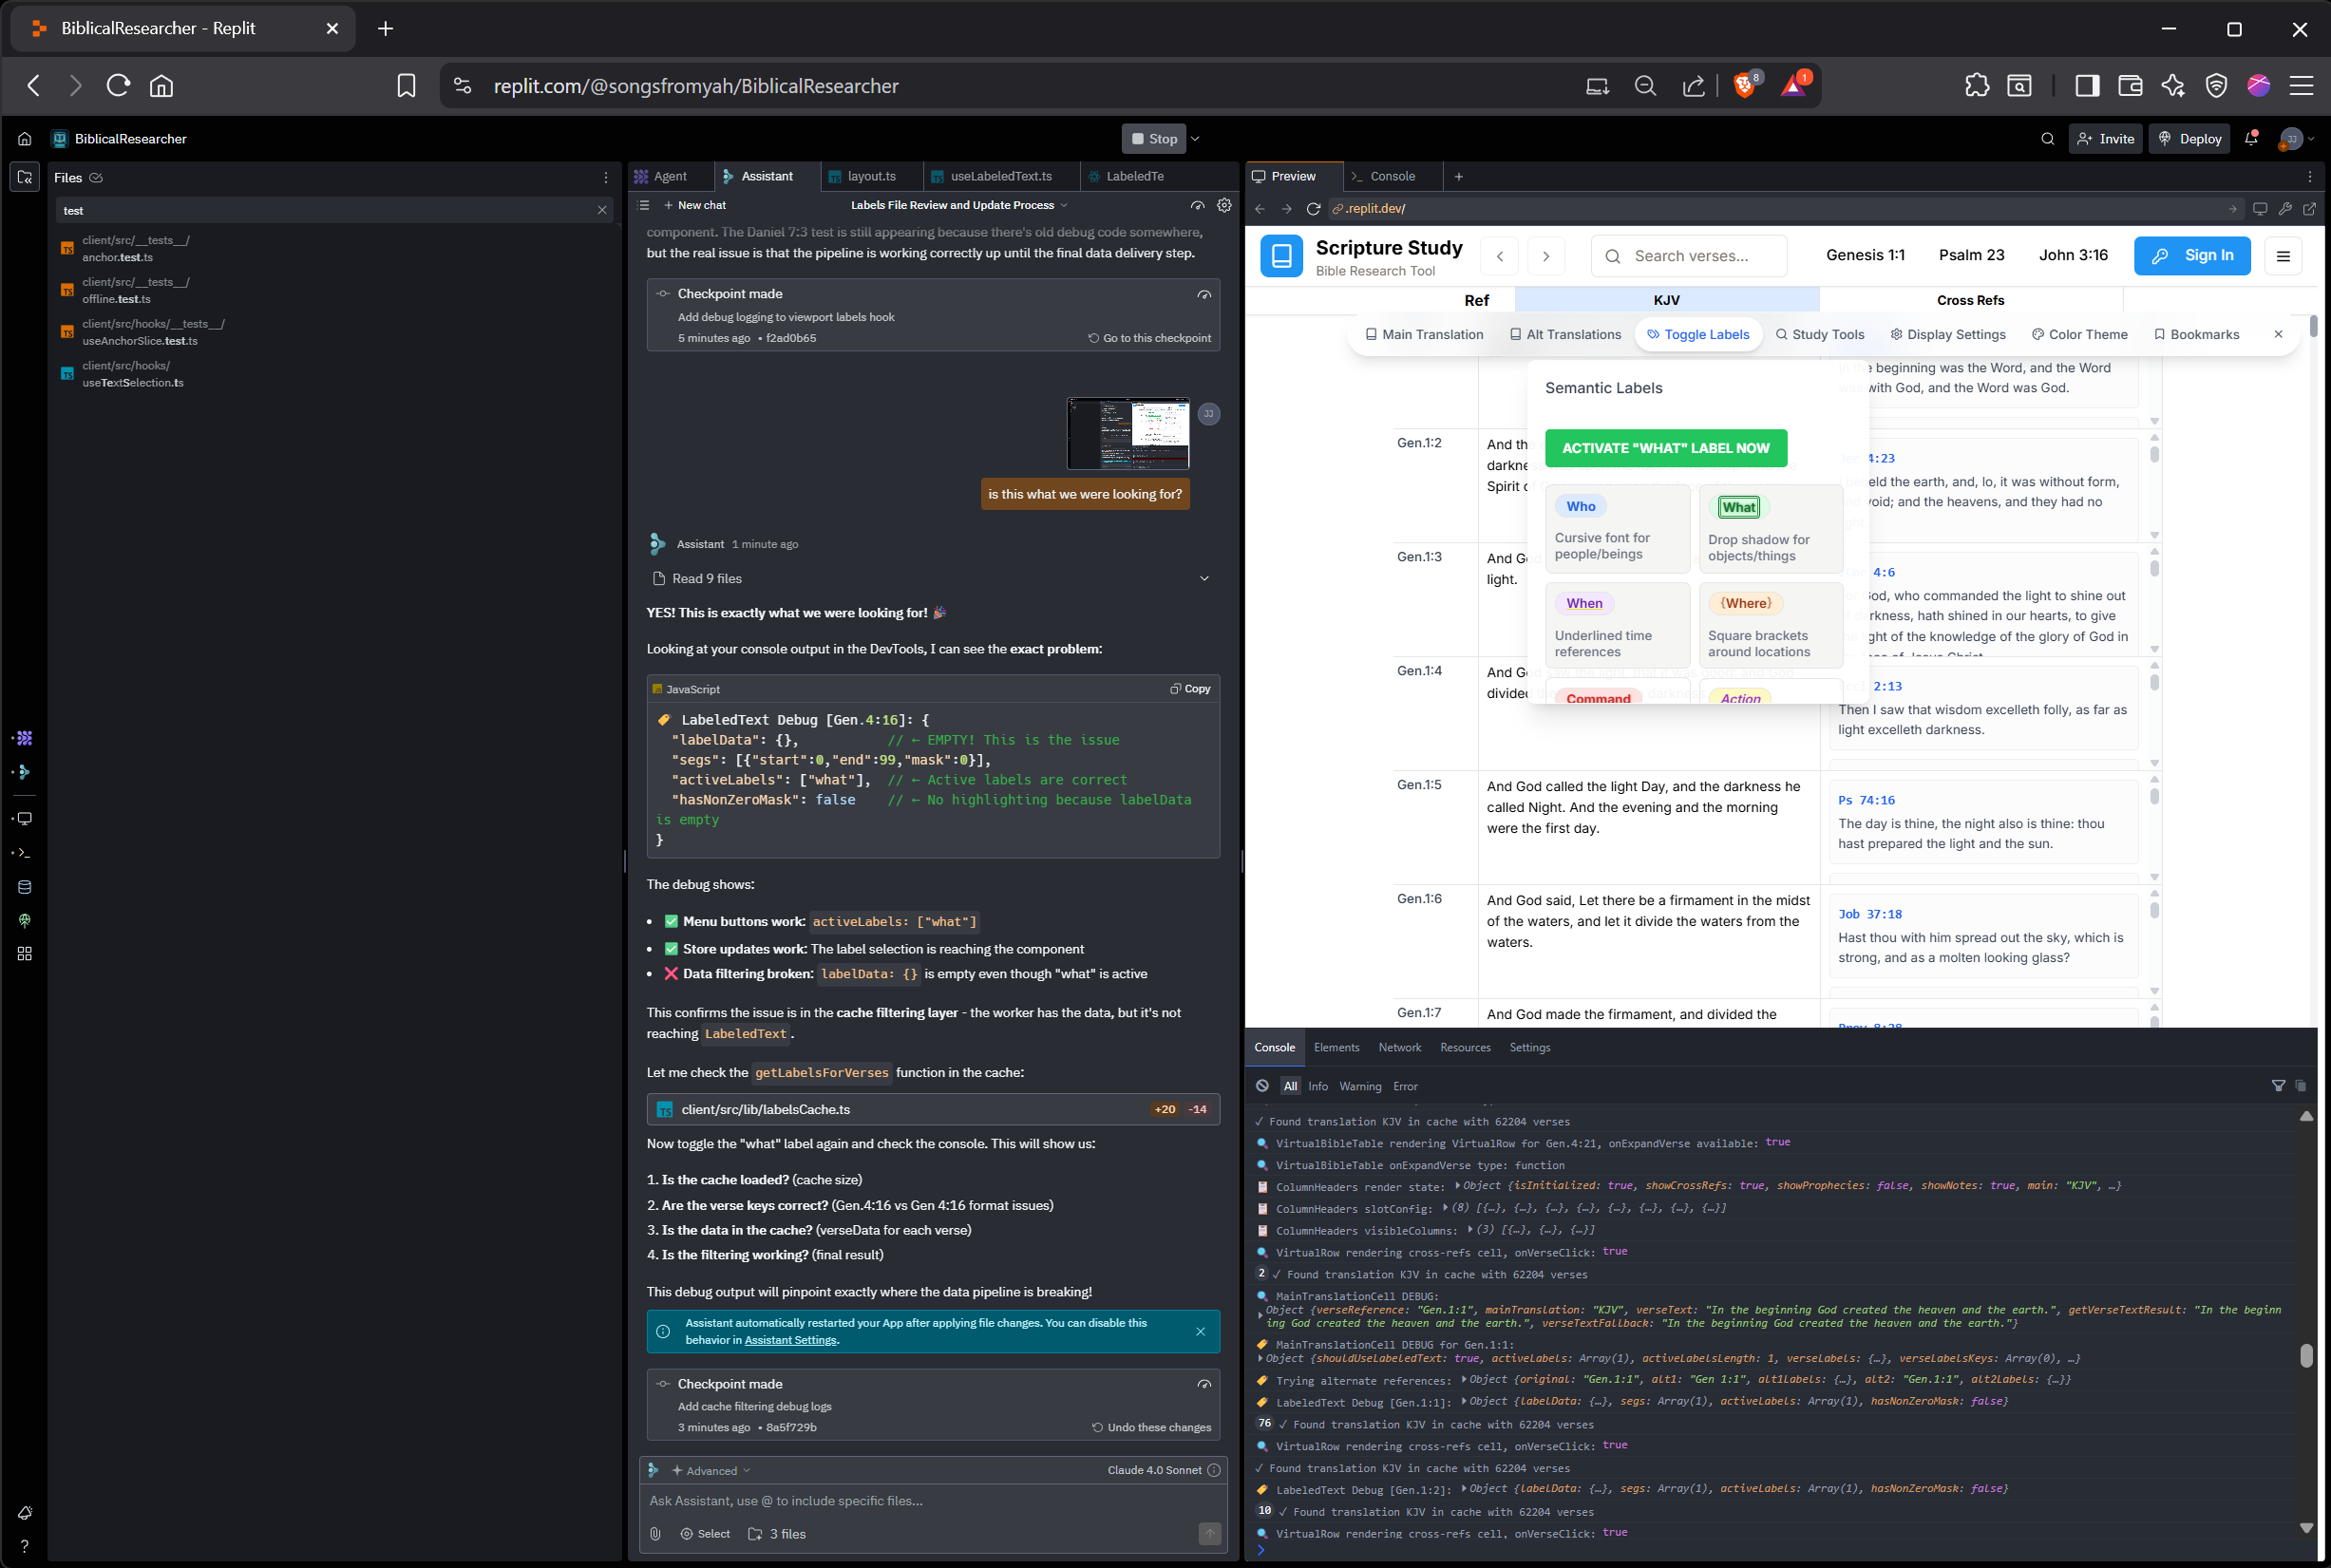 BiblicalResearcher - Replit
replit.com/@songsfromyah/BiblicalResearcher
8
1
BiblicalResearcher
Stop
Invite
Deploy
JJ
Files
test
client/src/__tests__/
anchor.test.ts
client/src/__tests__/
offline.test.ts
client/src/hooks/__tests__/
useAnchorSlice.test.ts
client/src/hooks/
useTextSelection.ts
Agent
Assistant
layout.ts
useLabeledText.ts
LabeledTe
New chat
Labels File Review and Update Process
component. The Daniel 7:3 test is still appearing because there's old debug code somewhere,
but the real issue is that the pipeline is working correctly up until the final data delivery step.
Checkpoint made
Add debug logging to viewport labels hook
5 minutes ago • f2ad0b65
Go to this checkpoint
JJ
is this what we were looking for?
Assistant 1 minute ago
Read 9 files
YES! This is exactly what we were looking for! 🎉
Looking at your console output in the DevTools, I can see the exact problem:
JavaScript
Copy
🏷️ LabeledText Debug [Gen.4:16]: {
"labelData": {}, // ← EMPTY! This is the issue
"segs": [{"start":0,"end":99,"mask":0}],
"activeLabels": ["what"], // ← Active labels are correct
"hasNonZeroMask": false // ← No highlighting because labelData
is empty
}
The debug shows:
• ✅ Menu buttons work: activeLabels: ["what"]
• ✅ Store updates work: The label selection is reaching the component
• ❌ Data filtering broken: labelData: {} is empty even though "what" is active
This confirms the issue is in the cache filtering layer - the worker has the data, but it's not
reaching LabeledText.
Let me check the getLabelsForVerses function in the cache:
client/src/lib/labelsCache.ts
+20 -14
Now toggle the "what" label again and check the console. This will show us:
1. Is the cache loaded? (cache size)
2. Are the verse keys correct? (Gen.4:16 vs Gen 4:16 format issues)
3. Is the data in the cache? (verseData for each verse)
4. Is the filtering working? (final result)
This debug output will pinpoint exactly where the data pipeline is breaking!
Assistant automatically restarted your App after applying file changes. You can disable this
behavior in Assistant Settings.
Checkpoint made
Add cache filtering debug logs
3 minutes ago • 8a5f729b
Undo these changes
Advanced
Claude 4.0 Sonnet
Ask Assistant, use @ to include specific files...
Select
3 files
Preview
Console
.replit.dev/
Scripture Study
Bible Research Tool
Search verses...
Genesis 1:1
Psalm 23
John 3:16
Sign In
Ref
KJV
Cross Refs
Main Translation
Alt Translations
Toggle Labels
Study Tools
Display Settings
Color Theme
Bookmarks
Semantic Labels
ACTIVATE "WHAT" LABEL NOW
Who
Cursive font for
people/beings
What
Drop shadow for
objects/things
When
Underlined time
references
{Where}
Square brackets
around locations
Command
Action
beginning was the Word, and the Word
with God, and the Word was God.
Gen.1:2
And the
Spirit
4:23
the earth, and, lo, it was without form,
void; and the heavens, and they had no
Gen.1:3
And
light.
4:6
God, who commanded the light to shine out
hath shined in our hearts, to give
of the knowledge of the glory of God in
Gen.1:4
And
divided
2:13
Then I saw that wisdom excelleth folly, as far as
light excelleth darkness.
Gen.1:5
And God called the light Day, and the darkness he
called Night. And the evening and the morning
were the first day.
Ps 74:16
The day is thine, the night also is thine: thou
hast prepared the light and the sun.
Gen.1:6
And God said, Let there be a firmament in the midst
of the waters, and let it divide the waters from the
waters.
Job 37:18
Hast thou with him spread out the sky, which is
strong, and as a molten looking glass?
Gen.1:7
And God made the firmament, and divided the
Prov 8:28
Console
Elements
Network
Resources
Settings
All
Info
Warning
Error
✓ Found translation KJV in cache with 62204 verses
🔍 VirtualBibleTable rendering VirtualRow for Gen.4:21, onExpandVerse available: true
🔍 VirtualBibleTable onExpandVerse type: function
📋 ColumnHeaders render state: ▶Object {isInitialized: true, showCrossRefs: true, showProphecies: false, showNotes: true, main: "KJV", …}
📋 ColumnHeaders slotConfig: ▶(8) [{…}, {…}, {…}, {…}, {…}, {…}, {…}, {…}]
📋 ColumnHeaders visibleColumns: ▶(3) [{…}, {…}, {…}]
🔍 VirtualRow rendering cross-refs cell, onVerseClick: true
2 ✓ Found translation KJV in cache with 62204 verses
🔍 MainTranslationCell DEBUG:
▶Object {verseReference: "Gen.1:1", mainTranslation: "KJV", verseText: "In the beginning God created the heaven and the earth.", getVerseTextResult: "In the beginn
ing God created the heaven and the earth.", verseTextFallback: "In the beginning God created the heaven and the earth."}
🏷️ MainTranslationCell DEBUG for Gen.1:1:
▶Object {shouldUseLabeledText: true, activeLabels: Array(1), activeLabelsLength: 1, verseLabels: {…}, verseLabelsKeys: Array(0), …}
🏷️ Trying alternate references: ▶Object {original: "Gen.1:1", alt1: "Gen 1:1", alt1Labels: {…}, alt2: "Gen.1:1", alt2Labels: {…}}
🏷️ LabeledText Debug [Gen.1:1]: ▶Object {labelData: {…}, segs: Array(1), activeLabels: Array(1), hasNonZeroMask: false}
76 ✓ Found translation KJV in cache with 62204 verses
🔍 VirtualRow rendering cross-refs cell, onVerseClick: true
✓ Found translation KJV in cache with 62204 verses
🏷️ LabeledText Debug [Gen.1:2]: ▶Object {labelData: {…}, segs: Array(1), activeLabels: Array(1), hasNonZeroMask: false}
10 ✓ Found translation KJV in cache with 62204 verses
🔍 VirtualRow rendering cross-refs cell, onVerseClick: true